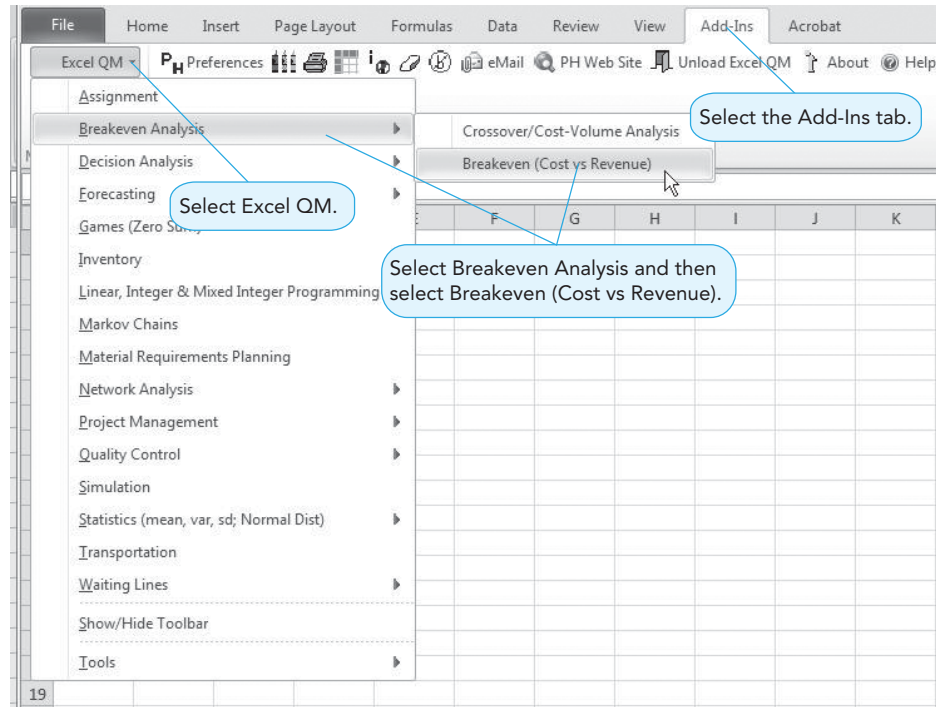 File Home Insert Page Layout Formulas Data Review View Add-Ins Acrobat
Excel QM PH Preferences eMail PH Web Site Unload Excel QM About Help
Assignment
Breakeven Analysis
Crossover/Cost-Volume Analysis
Select the Add-Ins tab.
Decision Analysis
Breakeven (Cost vs Revenue)
Forecasting
Select Excel QM.
Games (Zero Sum)
F G H I J K
Inventory
Select Breakeven Analysis and then
select Breakeven (Cost vs Revenue).
Linear, Integer & Mixed Integer Programming
Markov Chains
Material Requirements Planning
Network Analysis
Project Management
Quality Control
Simulation
Statistics (mean, var, sd; Normal Dist)
Transportation
Waiting Lines
Show/Hide Toolbar
Tools
19